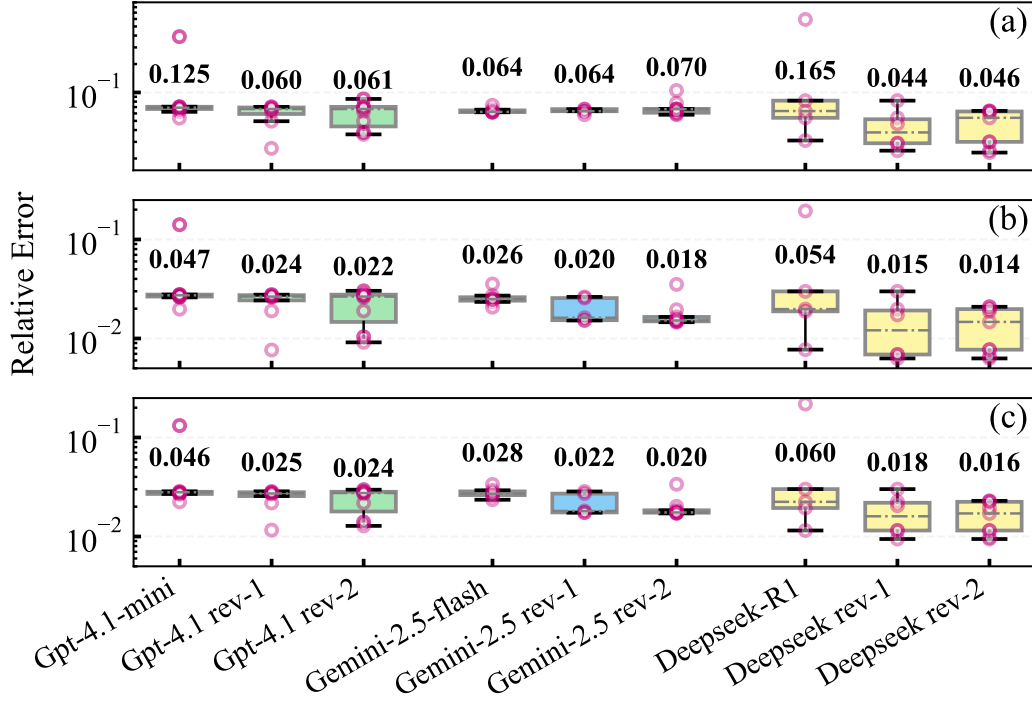 (a)
0.125 0.060 0.061 0.064 0.064 0.070 0.165 0.044 0.046
10⁻¹
(b)
10⁻¹
0.047 0.024 0.022 0.026 0.020 0.018 0.054 0.015 0.014
10⁻²
Relative Error
(c)
10⁻¹
0.046 0.025 0.024 0.028 0.022 0.020 0.060 0.018 0.016
10⁻²
Gpt-4.1-mini
Gpt-4.1 rev-1
Gpt-4.1 rev-2
Gemini-2.5-flash
Gemini-2.5 rev-1
Gemini-2.5 rev-2
Deepseek-R1
Deepseek rev-1
Deepseek rev-2